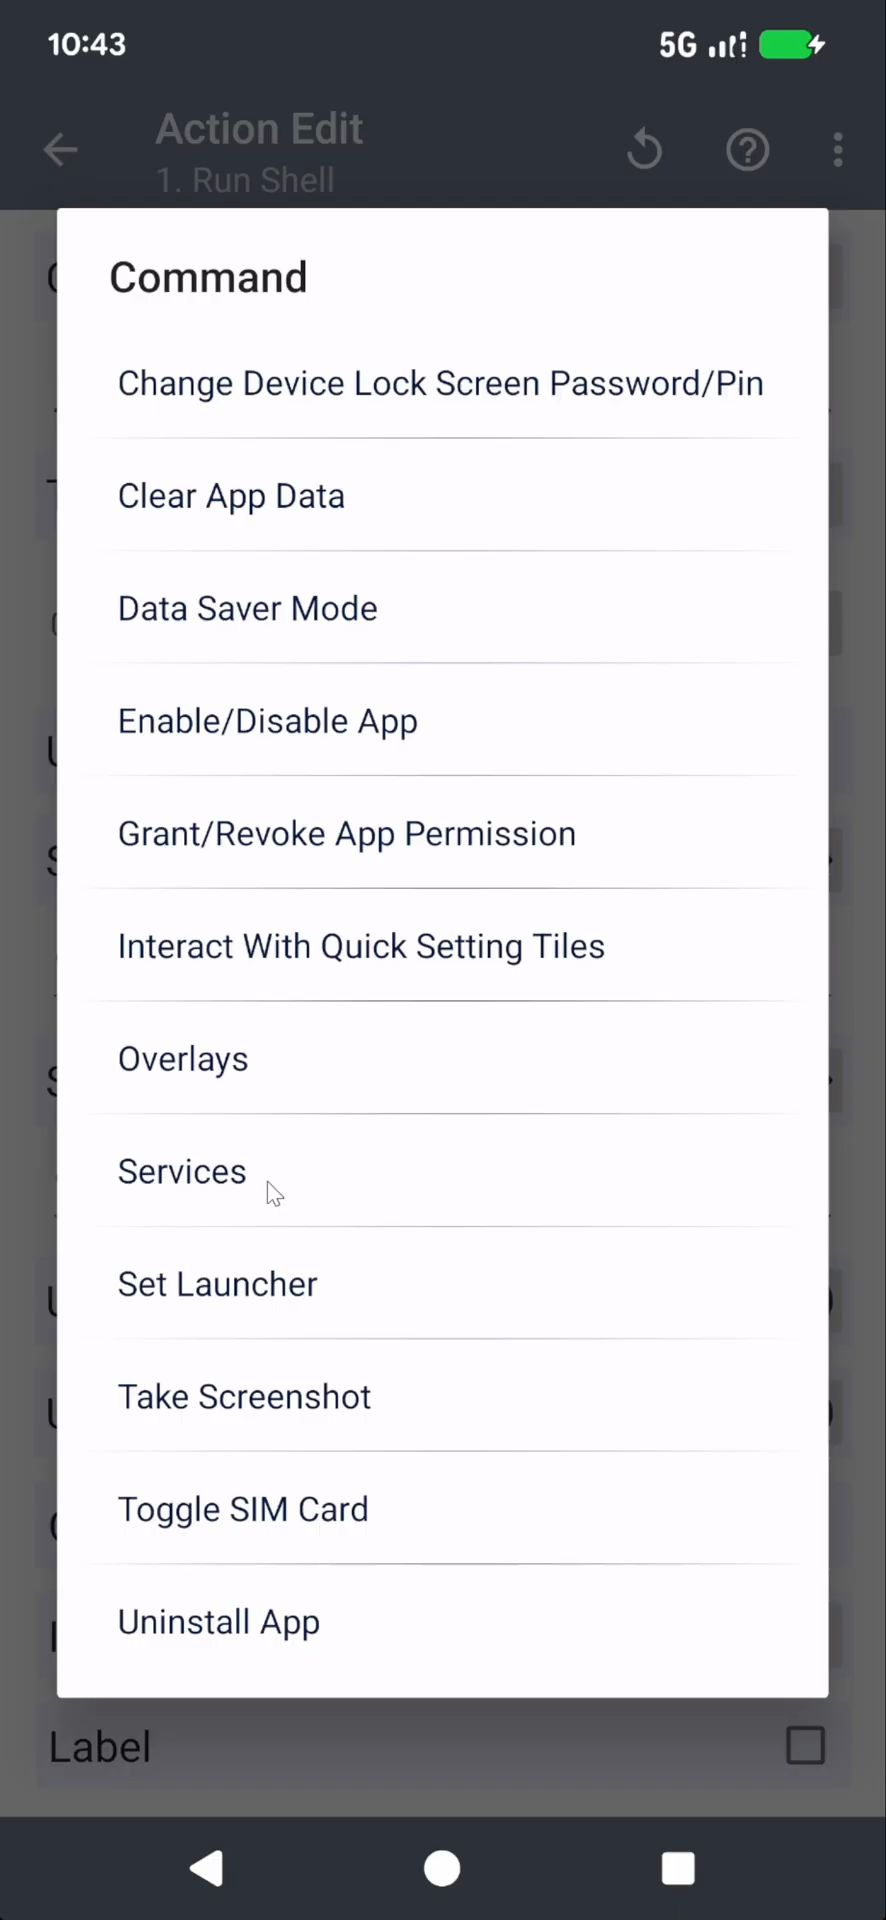 10:43
5G
Action Edit
1. Run Shell
Command
Change Device Lock Screen Password/Pin
Clear App Data
Data Saver Mode
Enable/Disable App
Grant/Revoke App Permission
Interact With Quick Setting Tiles
Overlays
Services
Set Launcher
Take Screenshot
Toggle SIM Card
Uninstall App
Label